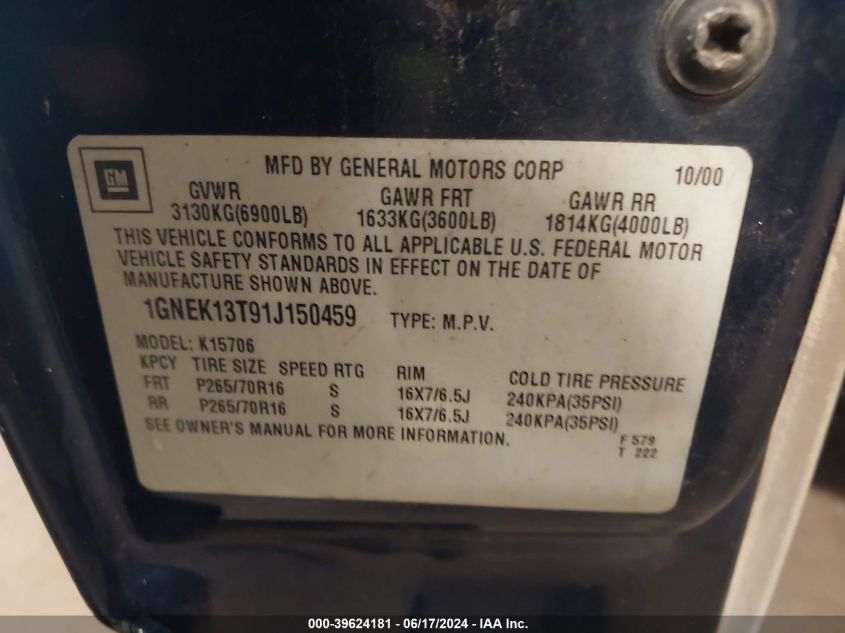 GM
MFD BY GENERAL MOTORS CORP 10/00
GVWR GAWR FRT GAWR RR
3130KG(6900LB) 1633KG(3600LB) 1814KG(4000LB)
THIS VEHICLE CONFORMS TO ALL APPLICABLE U.S. FEDERAL MOTOR
VEHICLE SAFETY STANDARDS IN EFFECT ON THE DATE OF
MANUFACTURE SHOWN ABOVE.
1GNEK13T91J150459 TYPE: M.P.V.
MODEL: K15706
KPCY TIRE SIZE SPEED RTG RIM COLD TIRE PRESSURE
FRT P265/70R16 S 16X7/6.5J 240KPA(35PSI)
RR P265/70R16 S 16X7/6.5J 240KPA(35PSI)
SEE OWNER'S MANUAL FOR MORE INFORMATION.
F 579
T 222
000-39624181 - 06/17/2024 - IAA Inc.